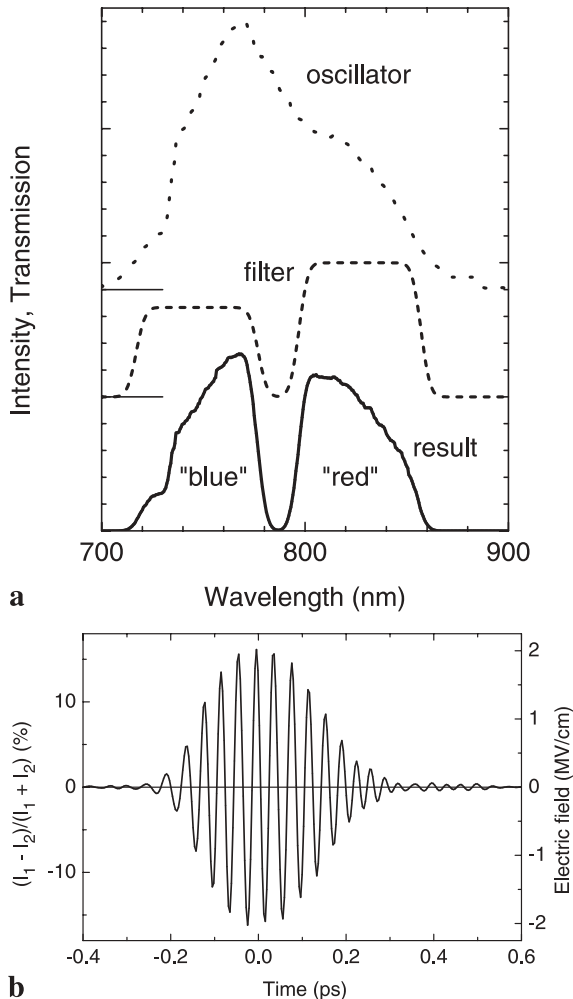 oscillator
filter
result
"blue"
"red"
Intensity, Transmission
700
800
900
Wavelength (nm)
a
10
0
-10
(I₁ - I₂)/(I₁ + I₂) (%)
2
1
0
-1
-2
Electric field (MV/cm)
-0.4
-0.2
0.0
0.2
0.4
0.6
Time (ps)
b